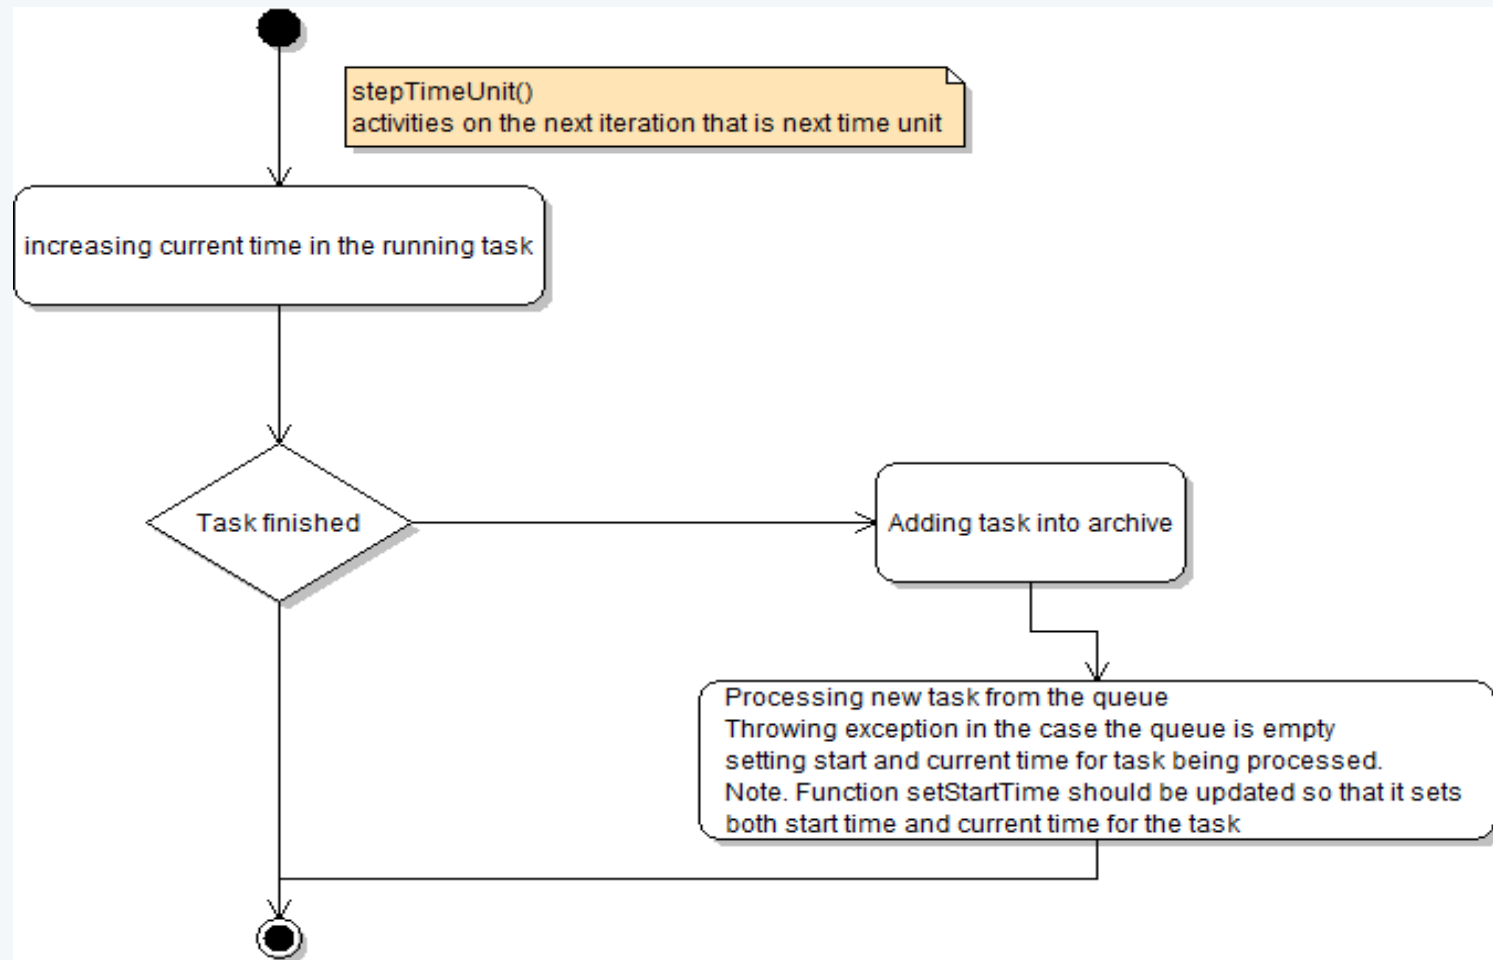 stepTimeUnit()
activities on the next iteration that is next time unit
increasing current time in the running task
Task finished
Adding task into archive
Processing new task from the queue
Throwing exception in the case the queue is empty
setting start and current time for task being processed.
Note. Function setStartTime should be updated so that it sets
both start time and current time for the task